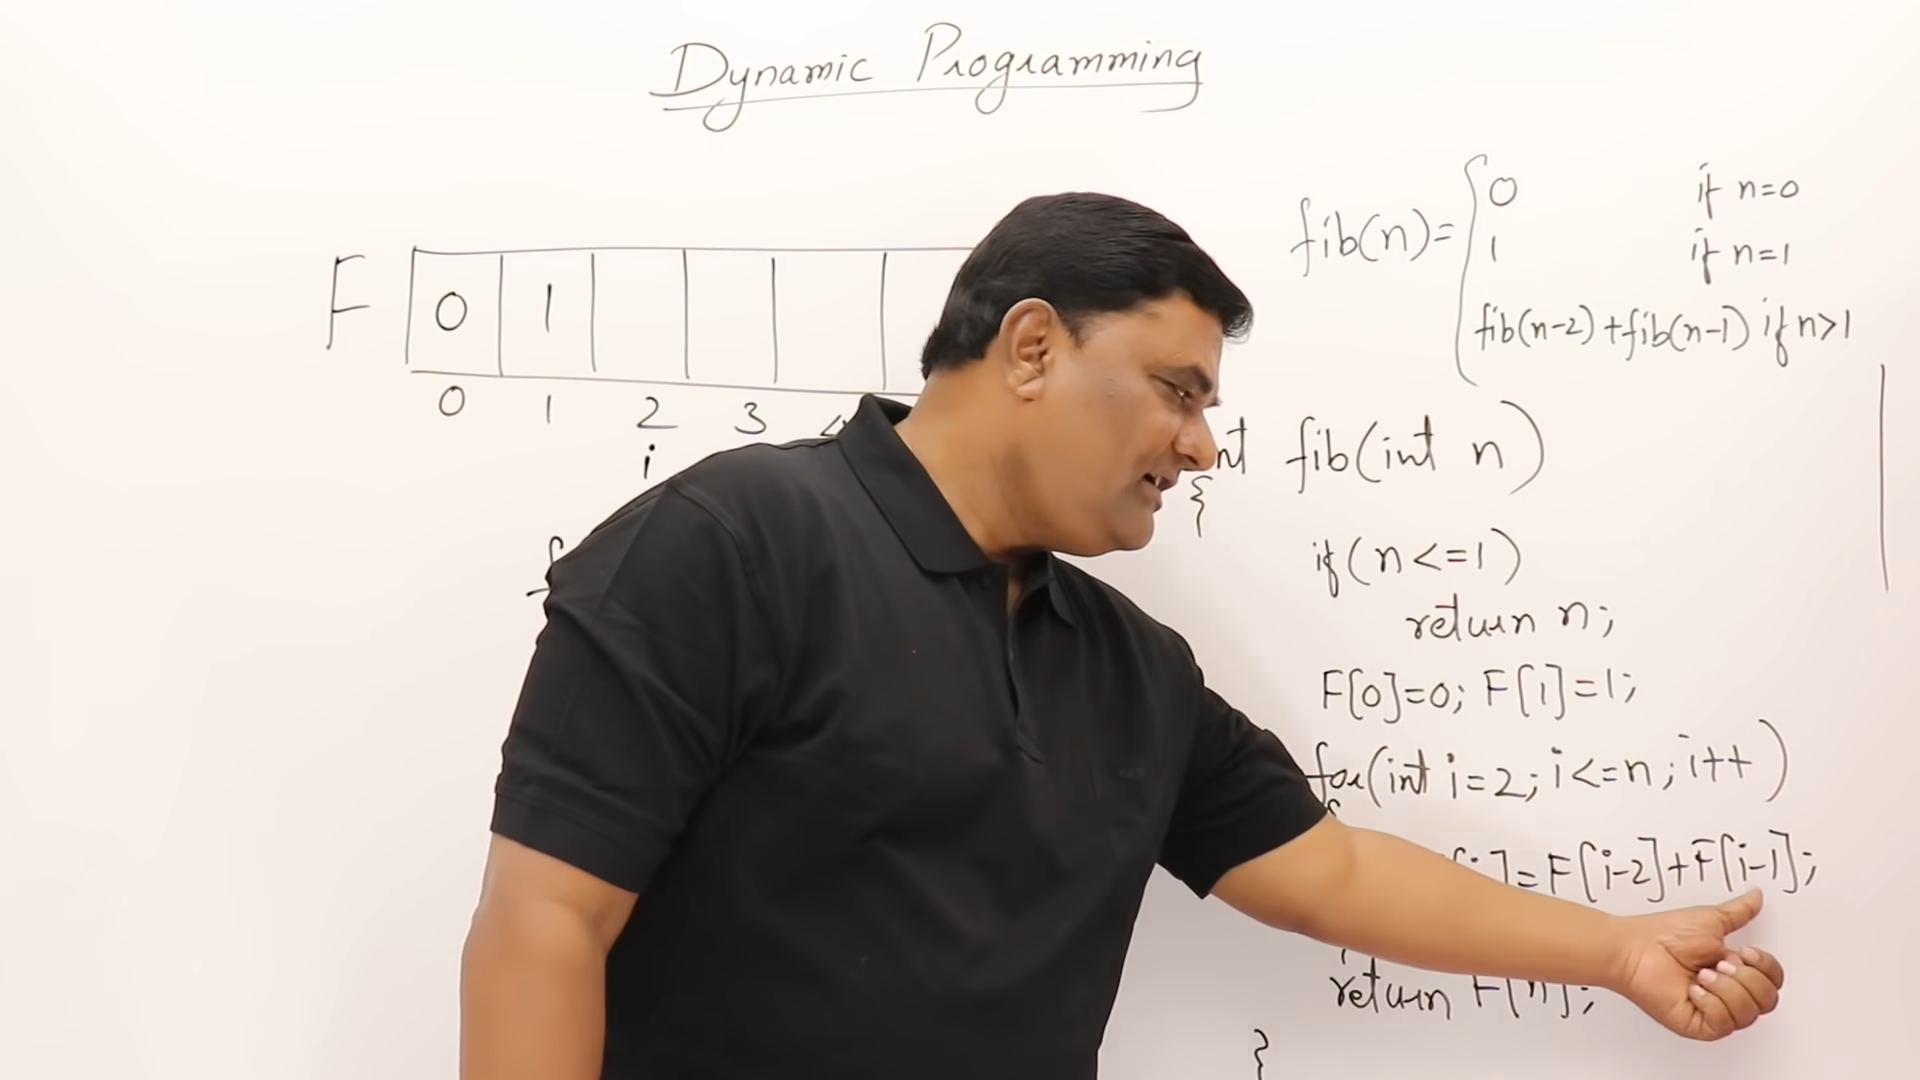 Dynamic Programming
fib(n)= 0 if n=0
1 if n=1
fib(n-2)+fib(n-1) if n>1
F 0 1
0 1 2 3
i
fib(int n)
{
if(n<=1)
return n;
F[0]=0; F[1]=1;
for(int i=2; i<=n; i++)
=F[i-2]+F[i-1];
return F[n];
}